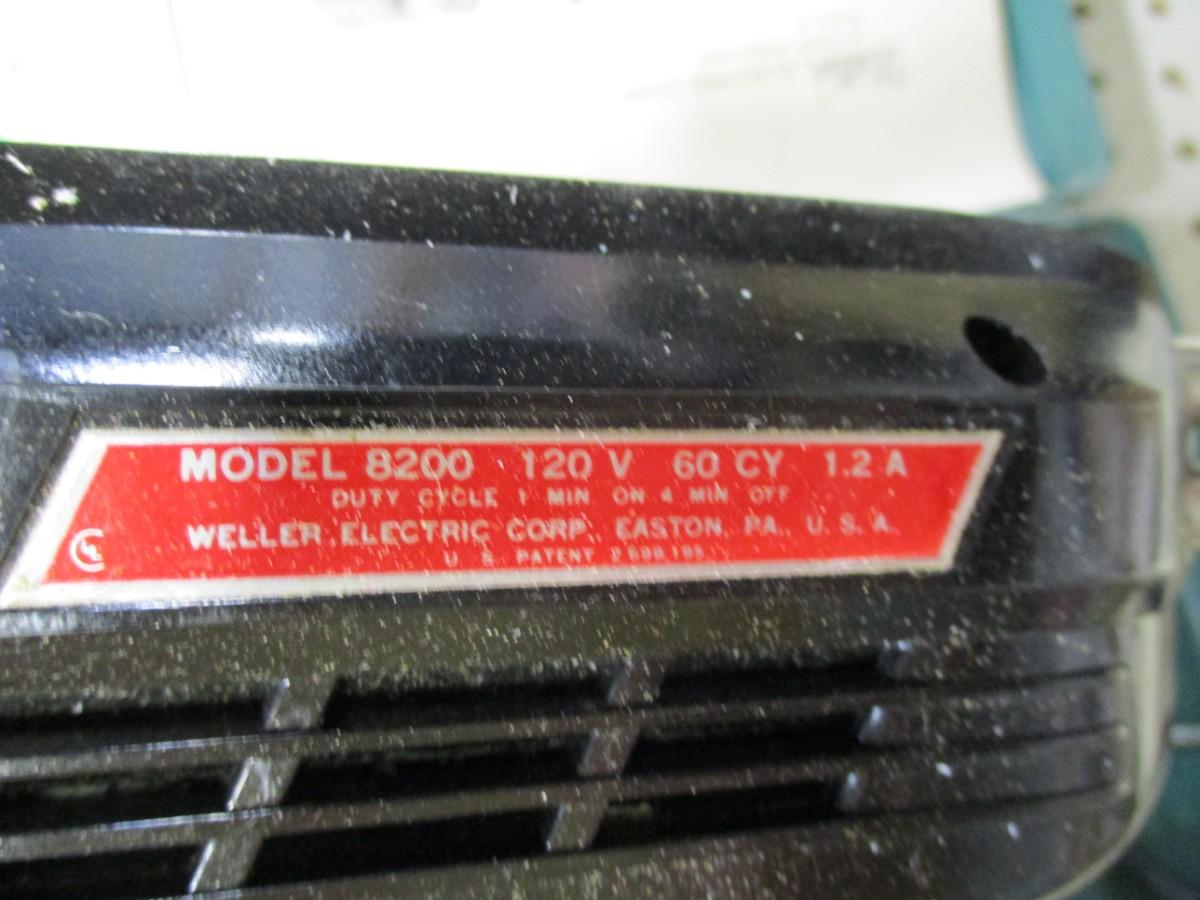 MODEL 8200 120 V 60 CY 1.2 A
DUTY CYCLE 1 MIN ON 4 MIN OFF
WELLER ELECTRIC CORP., EASTON, PA., U. S. A.
U. S. PATENT